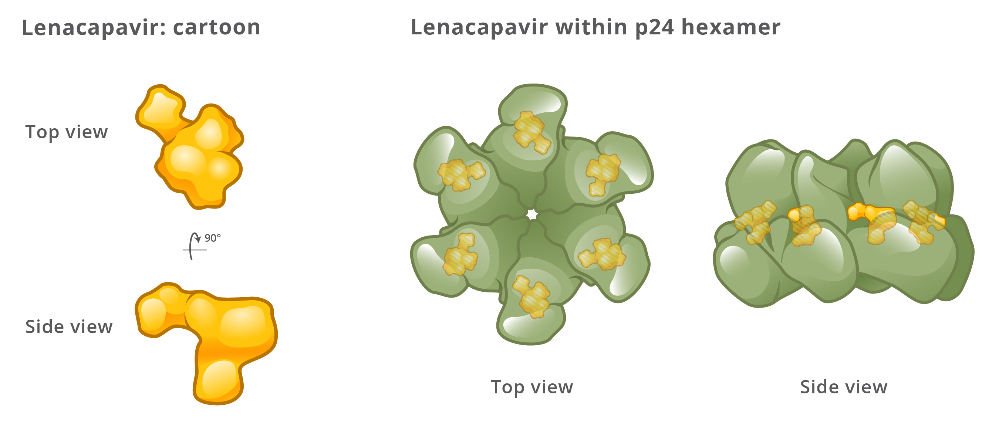 Lenacapavir: cartoon
Lenacapavir within p24 hexamer
Top view
90°
Side view
Top view
Side view